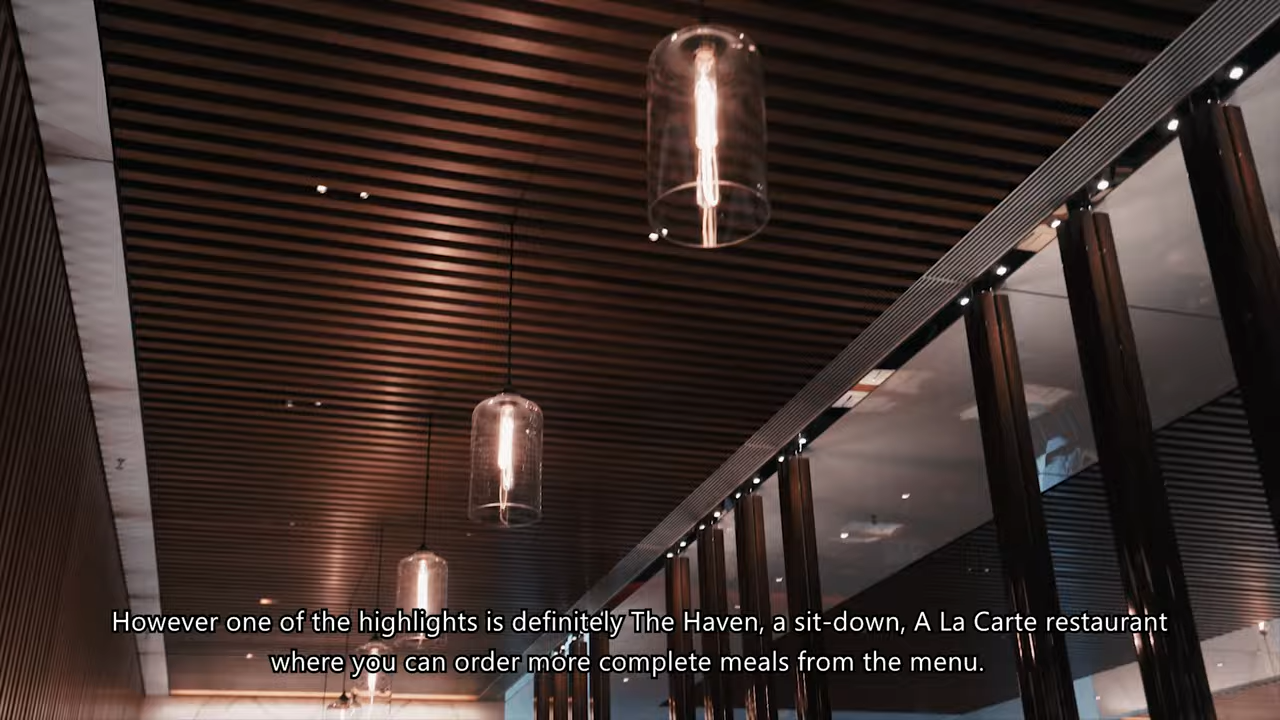 However one of the highlights is definitely The Haven, a sit-down, A La Carte restaurant
where you can order more complete meals from the menu.